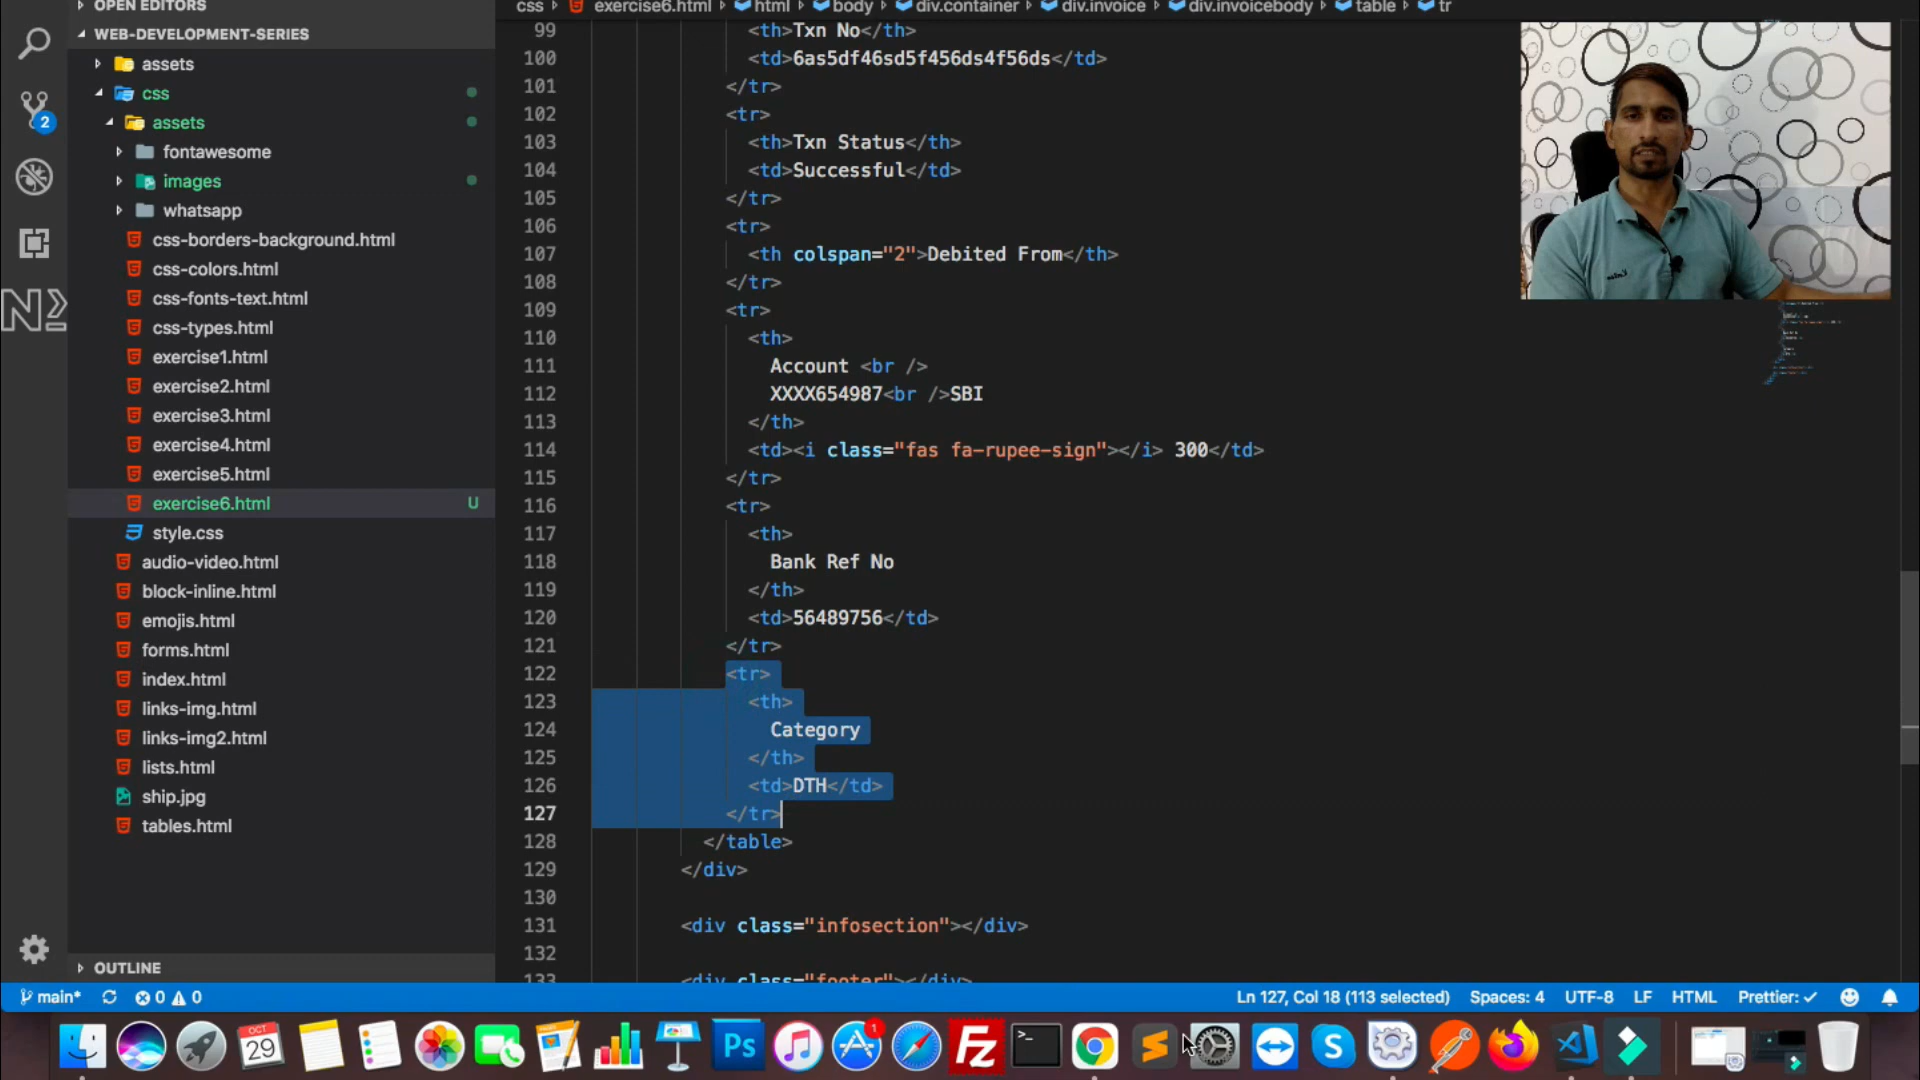 OPEN EDITORS
WEB-DEVELOPMENT-SERIES
assets
css
assets
fontawesome
images
whatsapp
css-borders-background.html
css-colors.html
css-fonts-text.html
css-types.html
exercise1.html
exercise2.html
exercise3.html
exercise4.html
exercise5.html
exercise6.html U
style.css
audio-video.html
block-inline.html
emojis.html
forms.html
index.html
links-img.html
links-img2.html
lists.html
ship.jpg
tables.html
OUTLINE
2
css exercise6.html html body div.container div.invoice div.invoicebody table tr
99 <th>Txn No</th>
100 <td>6as5df46sd5f456ds4f56ds</td>
101 </tr>
102 <tr>
103 <th>Txn Status</th>
104 <td>Successful</td>
105 </tr>
106 <tr>
107 <th colspan="2">Debited From</th>
108 </tr>
109 <tr>
110 <th>
111 Account <br />
112 XXXX654987<br />SBI
113 </th>
114 <td><i class="fas fa-rupee-sign"></i> 300</td>
115 </tr>
116 <tr>
117 <th>
118 Bank Ref No
119 </th>
120 <td>56489756</td>
121 </tr>
122 <tr>
123 <th>
124 Category
125 </th>
126 <td>DTH</td>
127 </tr>
128 </table>
129 </div>
130
131 <div class="infosection"></div>
132
133 <div class="footer"></div>
main* 0 0 Ln 127, Col 18 (113 selected) Spaces: 4 UTF-8 LF HTML Prettier: ✓
OCT
29
Ps
1
Fz
>_
S